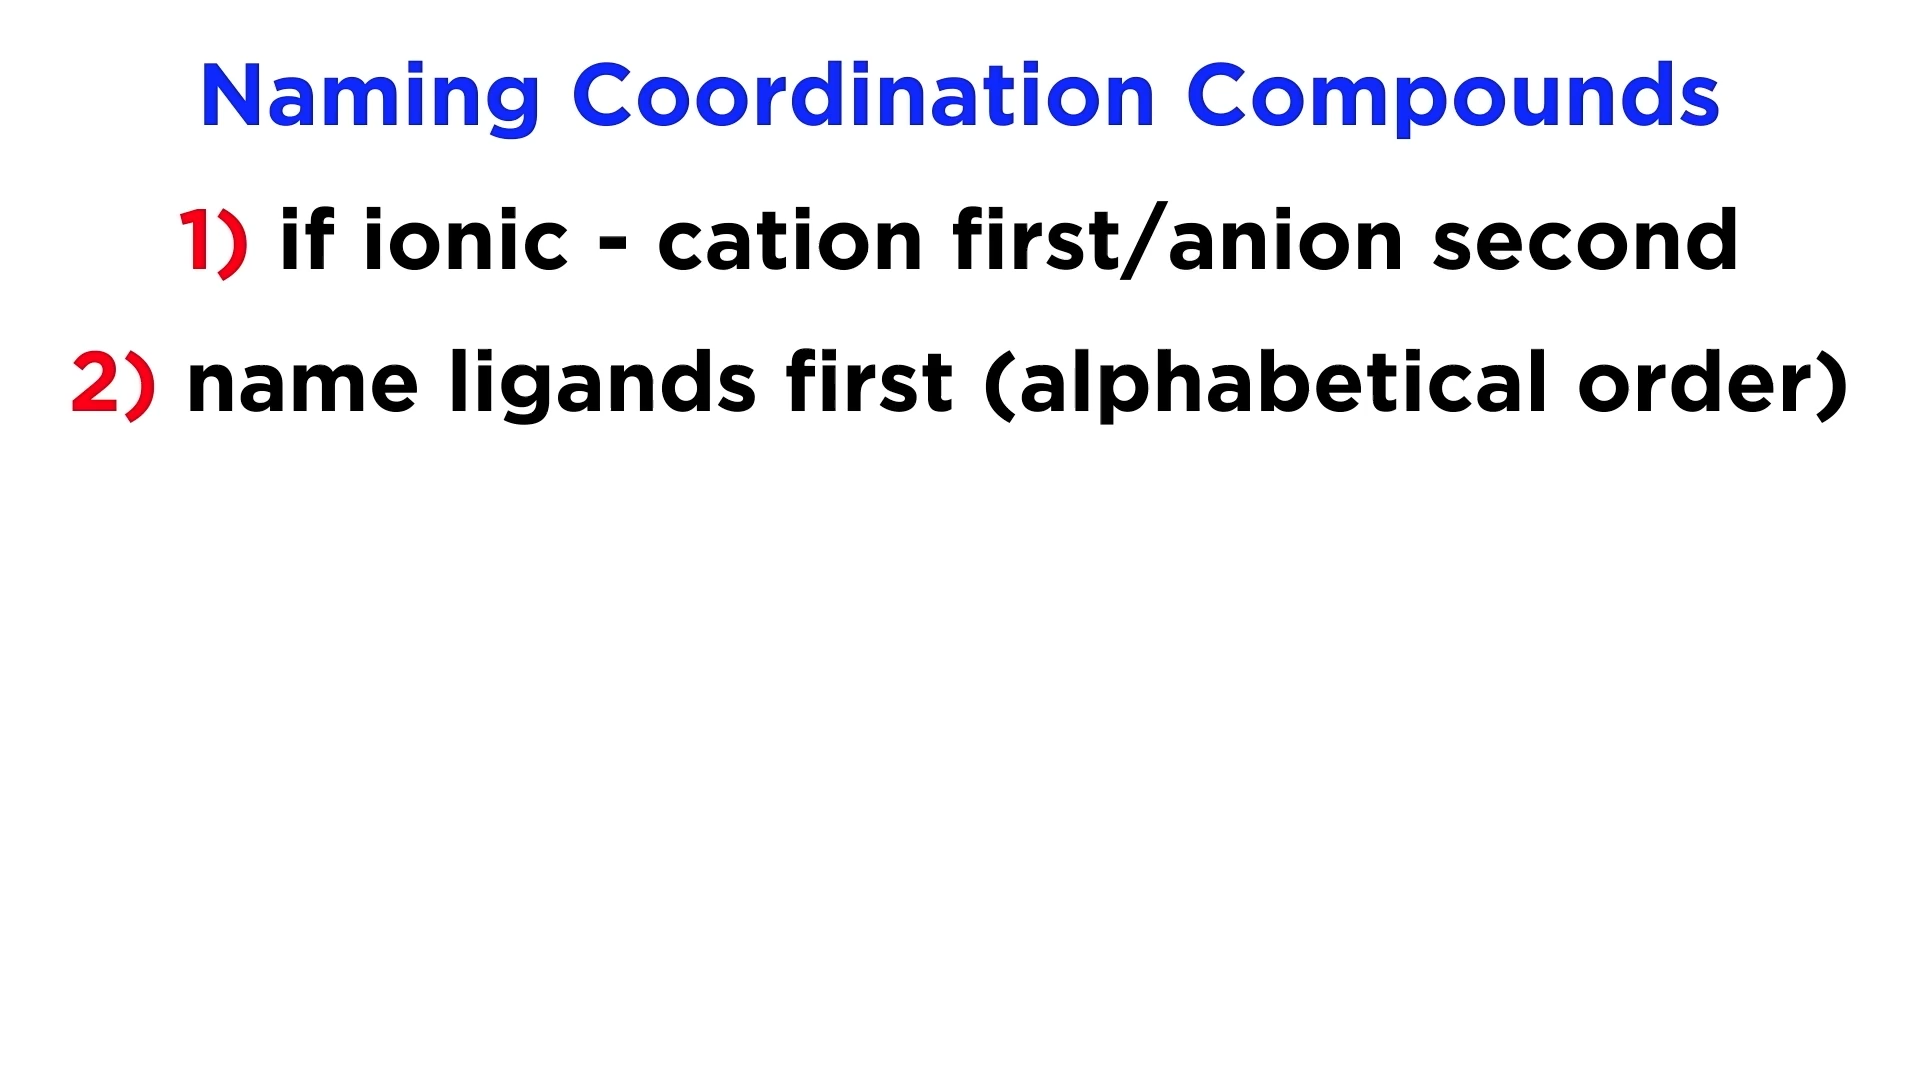 Naming Coordination Compounds
1) if ionic - cation first/anion second
2) name ligands first (alphabetical order)